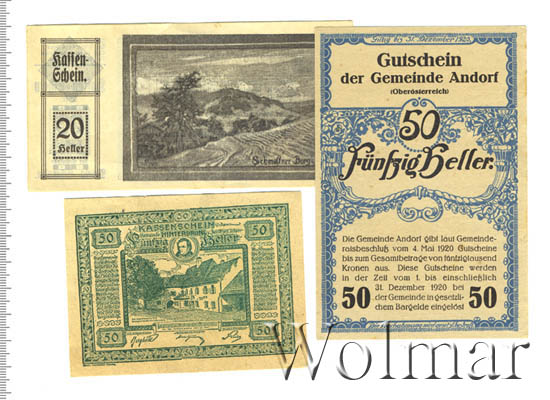 Kassen-
Schein.
20
Heller
Gültig bis 31. Dezember 1920.
Gutschein
der Gemeinde Andorf
(Oberösterreich)
50
Fünfzig Heller.
Die Gemeinde Andorf gibt laut Gemeinde-
ratsbeschluß vom 4. Mai 1920 Gutscheine
bis zum Gesamtbetrage von fünfzigtausend
Kronen aus. Diese Gutscheine werden
in der Zeit vom 1. bis einschließlich
31. Dezember 1920 bei
der Gemeinde in gesetzli-
chem Bargelde eingelöst
50 50
50 KASSENSCHEIN 50
Fünfzig Heller
50 50
Wolmar